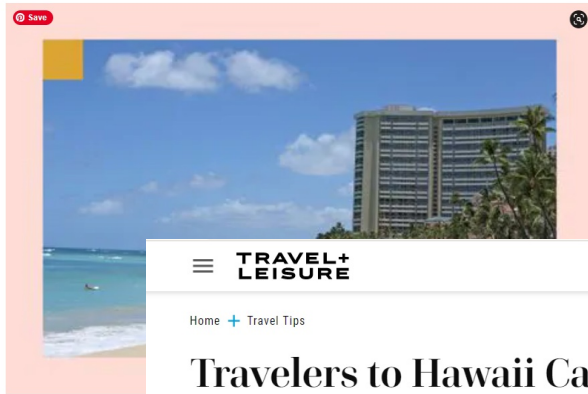 Save
TRAVEL+
LEISURE
Home + Travel Tips
Travelers to Hawaii Ca